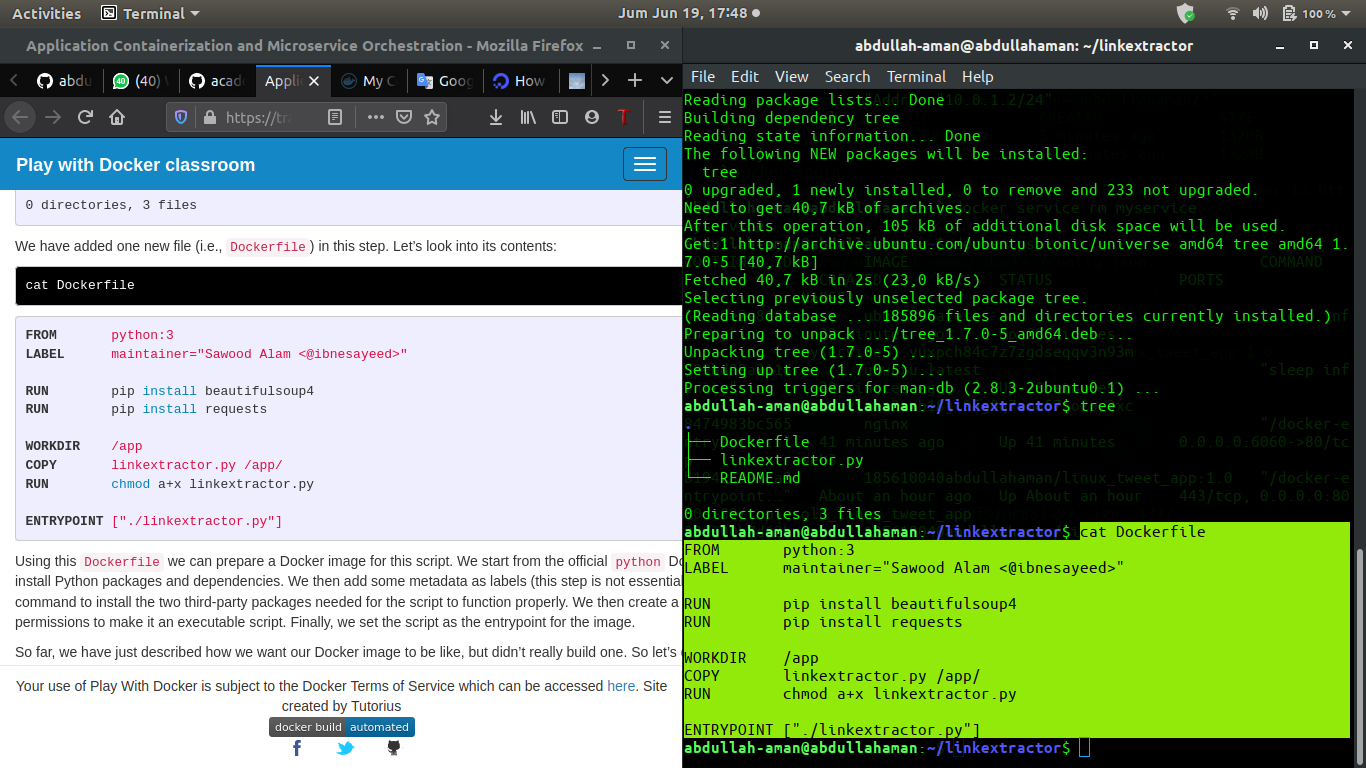 Activities
Terminal
Jum Jun 19, 17:48
100 %
Application Containerization and Microservice Orchestration - Mozilla Firefox
abdu
(40)
acad
Appli
My C
Goog
How
https://tr
Play with Docker classroom
0 directories, 3 files
We have added one new file (i.e., Dockerfile ) in this step. Let’s look into its contents:
cat Dockerfile
FROM python:3
LABEL maintainer="Sawood Alam <@ibnesayeed>"
RUN pip install beautifulsoup4
RUN pip install requests
WORKDIR /app
COPY linkextractor.py /app/
RUN chmod a+x linkextractor.py
ENTRYPOINT ["./linkextractor.py"]
Using this Dockerfile we can prepare a Docker image for this script. We start from the official python Do
install Python packages and dependencies. We then add some metadata as labels (this step is not essential
command to install the two third-party packages needed for the script to function properly. We then create a
permissions to make it an executable script. Finally, we set the script as the entrypoint for the image.
So far, we have just described how we want our Docker image to be like, but didn’t really build one. So let’s
Your use of Play With Docker is subject to the Docker Terms of Service which can be accessed here. Site
created by Tutorius
docker build automated
abdullah-aman@abdullahaman: ~/linkextractor
File Edit View Search Terminal Help
Reading package lists... Done
Building dependency tree
Reading state information... Done
The following NEW packages will be installed:
tree
0 upgraded, 1 newly installed, 0 to remove and 233 not upgraded.
Need to get 40,7 kB of archives.
After this operation, 105 kB of additional disk space will be used.
Get:1 http://archive.ubuntu.com/ubuntu bionic/universe amd64 tree amd64 1.
7.0-5 [40,7 kB]
Fetched 40,7 kB in 2s (23,0 kB/s)
Selecting previously unselected package tree.
(Reading database ... 185896 files and directories currently installed.)
Preparing to unpack .../tree_1.7.0-5_amd64.deb ...
Unpacking tree (1.7.0-5) ...
Setting up tree (1.7.0-5) ...
Processing triggers for man-db (2.8.3-2ubuntu0.1) ...
abdullah-aman@abdullahaman:~/linkextractor$ tree
.
├── Dockerfile
├── linkextractor.py
└── README.md
0 directories, 3 files
abdullah-aman@abdullahaman:~/linkextractor$ cat Dockerfile
FROM python:3
LABEL maintainer="Sawood Alam <@ibnesayeed>"
RUN pip install beautifulsoup4
RUN pip install requests
WORKDIR /app
COPY linkextractor.py /app/
RUN chmod a+x linkextractor.py
ENTRYPOINT ["./linkextractor.py"]
abdullah-aman@abdullahaman:~/linkextractor$